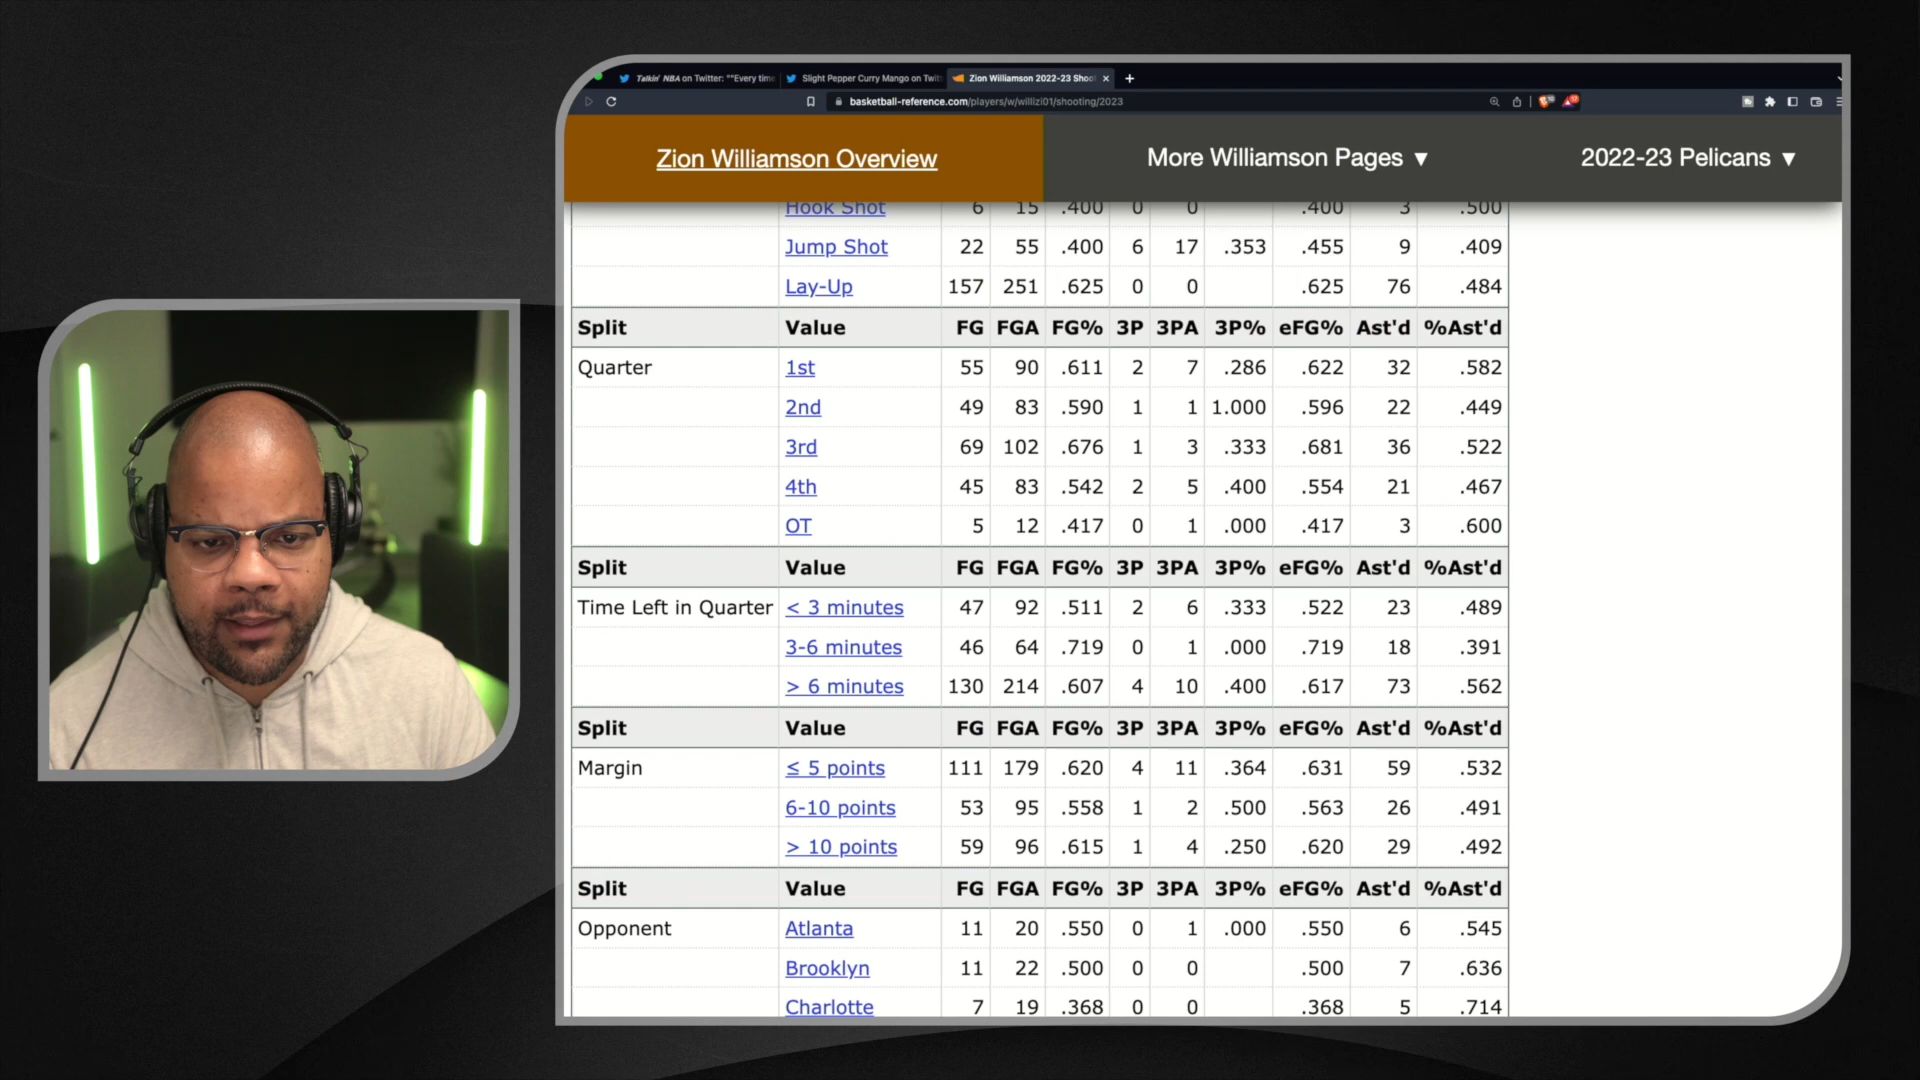 Talkin' NBA on Twitter: ""Every time
Slight Pepper Curry Mango on Twit
Zion Williamson 2022-23 Shoo
basketball-reference.com/players/w/willizi01/shooting/2023
Zion Williamson Overview More Williamson Pages ▼ 2022-23 Pelicans ▼
Hook Shot 6 15 .400 0 0 .400 3 .500
Jump Shot 22 55 .400 6 17 .353 .455 9 .409
Lay-Up 157 251 .625 0 0 .625 76 .484
Split Value FG FGA FG% 3P 3PA 3P% eFG% Ast'd %Ast'd
Quarter 1st 55 90 .611 2 7 .286 .622 32 .582
2nd 49 83 .590 1 1 1.000 .596 22 .449
3rd 69 102 .676 1 3 .333 .681 36 .522
4th 45 83 .542 2 5 .400 .554 21 .467
OT 5 12 .417 0 1 .000 .417 3 .600
Split Value FG FGA FG% 3P 3PA 3P% eFG% Ast'd %Ast'd
Time Left in Quarter < 3 minutes 47 92 .511 2 6 .333 .522 23 .489
3-6 minutes 46 64 .719 0 1 .000 .719 18 .391
> 6 minutes 130 214 .607 4 10 .400 .617 73 .562
Split Value FG FGA FG% 3P 3PA 3P% eFG% Ast'd %Ast'd
Margin ≤ 5 points 111 179 .620 4 11 .364 .631 59 .532
6-10 points 53 95 .558 1 2 .500 .563 26 .491
> 10 points 59 96 .615 1 4 .250 .620 29 .492
Split Value FG FGA FG% 3P 3PA 3P% eFG% Ast'd %Ast'd
Opponent Atlanta 11 20 .550 0 1 .000 .550 6 .545
Brooklyn 11 22 .500 0 0 .500 7 .636
Charlotte 7 19 .368 0 0 .368 5 .714